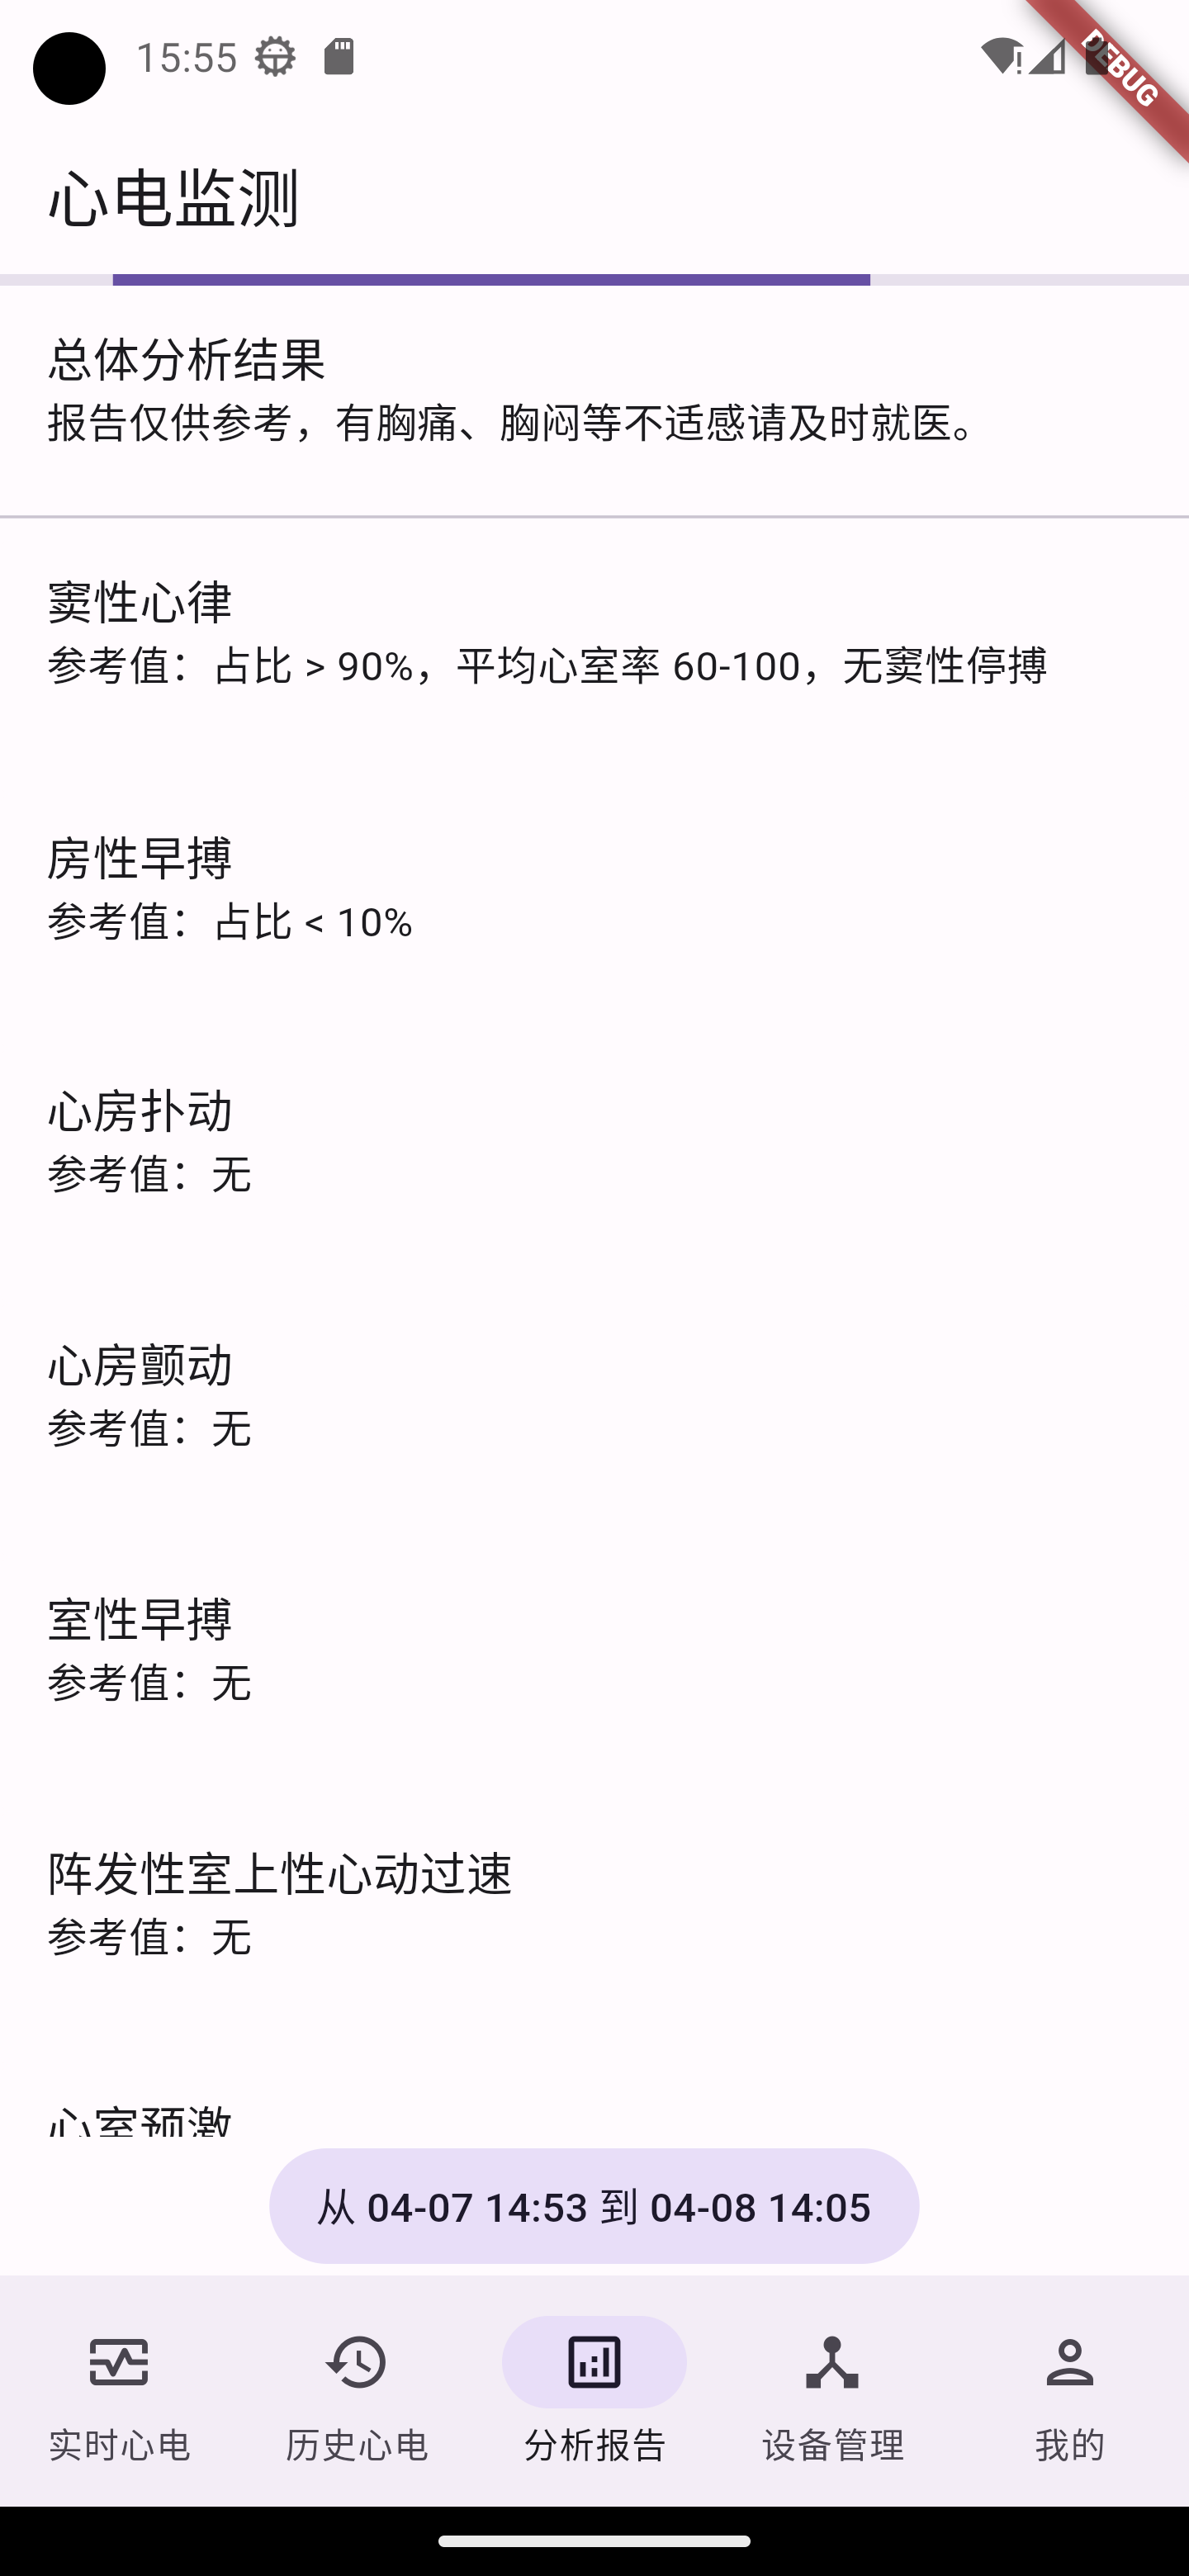 15:55
DEBUG
心电监测
总体分析结果
报告仅供参考，有胸痛、胸闷等不适感请及时就医。
窦性心律
参考值：占比 > 90%，平均心室率 60-100，无窦性停搏
房性早搏
参考值：占比 < 10%
心房扑动
参考值：无
心房颤动
参考值：无
室性早搏
参考值：无
阵发性室上性心动过速
参考值：无
心室预激
从 04-07 14:53 到 04-08 14:05
实时心电
历史心电
分析报告
设备管理
我的